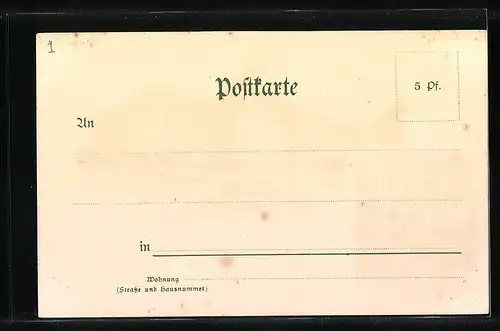 1
Postkarte
5 Pf.
An
in
Wohnung
(Straße und Hausnummer)